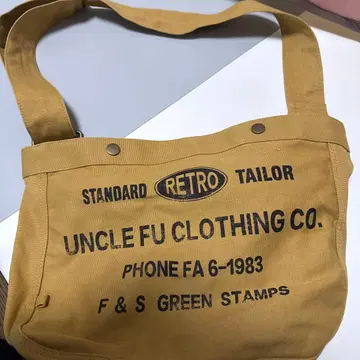 STANDARD RETRO TAILOR
UNCLE FU CLOTHING CO.
PHONE FA 6-1983
F & S GREEN STAMPS